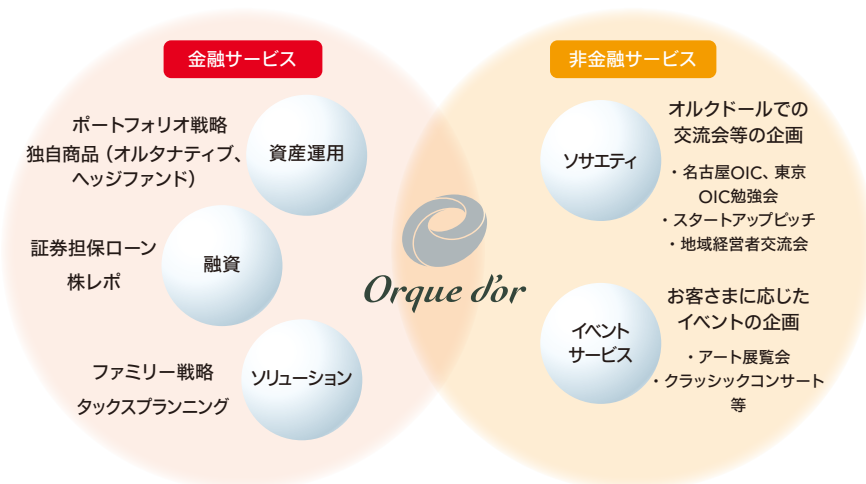 金融サービス
ポートフォリオ戦略
独自商品（オルタナティブ、
ヘッジファンド）
資産運用
証券担保ローン
株レポ
融資
ファミリー戦略
タックスプランニング
ソリューション
Orque d'or
非金融サービス
ソサエティ
オルクドールでの
交流会等の企画
・名古屋OIC、東京
OIC勉強会
・スタートアップピッチ
・地域経営者交流会
イベント
サービス
お客さまに応じた
イベントの企画
・アート展覧会
・クラッシックコンサート
等